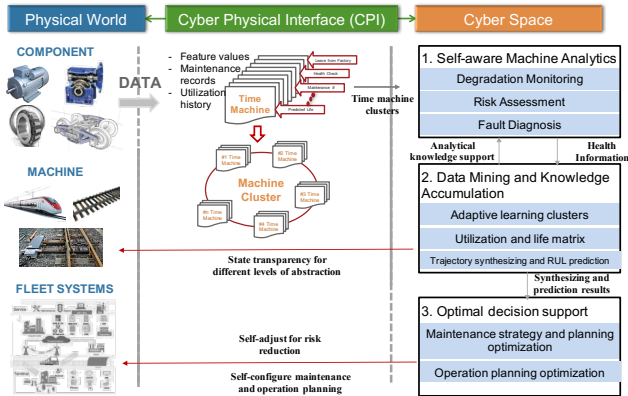 Physical World
Cyber Physical Interface (CPI)
Cyber Space
COMPONENT
MACHINE
FLEET SYSTEMS
DATA
- Feature values
- Maintenance
records
- Utilization
history
Time
Machine
Learn from Factory
Health Check
Maintenance #
Predicted Life
Time machine
clusters
#1 Time
Machine
#2 Time
Machine
#3 Time
Machine
#4 Time
Machine
#n Time
Machine
Machine
Cluster
State transparency for
different levels of abstraction
Self-adjust for risk
reduction
Self-configure maintenance
and operation planning
1. Self-aware Machine Analytics
Degradation Monitoring
Risk Assessment
Fault Diagnosis
Analytical
knowledge support
Health
Information
2. Data Mining and Knowledge
Accumulation
Adaptive learning clusters
Utilization and life matrix
Trajectory synthesizing and RUL prediction
Synthesizing and
prediction results
3. Optimal decision support
Maintenance strategy and planning
optimization
Operation planning optimization